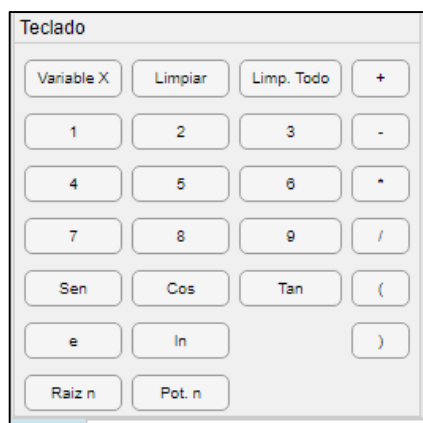 Teclado
Variable X Limpiar Limp. Todo +
1 2 3 -
4 5 6 *
7 8 9 /
Sen Cos Tan (
e ln )
Raiz n Pot. n